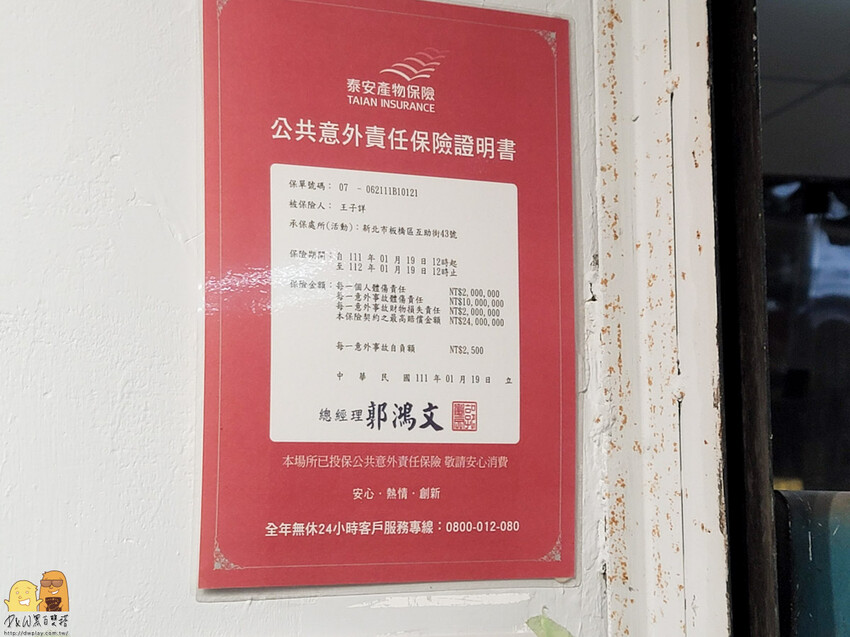 泰安產物保險
TAIAN INSURANCE
公共意外責任保險證明書
保單號碼： 07 - 062111B10121
被保險人： 王子詳
承保處所(活動)：新北市板橋區互助街43號
保險期間：自 111 年 01 月 19 日 12時起
至 112 年 01 月 19 日 12時止
保險金額：每一個人體傷責任 NT$2,000,000
每一意外事故體傷責任 NT$10,000,000
每一意外事故財物損失責任 NT$2,000,000
本保險契約之最高賠償金額 NT$24,000,000
每一意外事故自負額 NT$2,500
中 華 民 國 111 年 01 月 19 日 立
總經理 郭鴻文
本場所已投保公共意外責任保險 敬請安心消費
安心·熱情·創新
全年無休24小時客戶服務專線：0800-012-080
http://dwplay.com.tw/